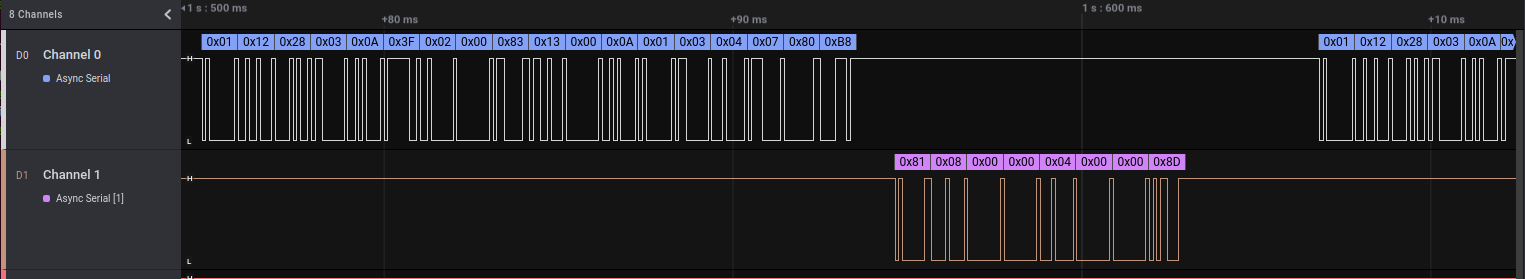 8 Channels
1 s : 500 ms
+80 ms
+90 ms
1 s : 600 ms
+10 ms
D0 Channel 0
Async Serial
H
L
0x01 0x12 0x28 0x03 0x0A 0x3F 0x02 0x00 0x83 0x13 0x00 0x0A 0x01 0x03 0x04 0x07 0x80 0xB8
0x01 0x12 0x28 0x03 0x0A
D1 Channel 1
Async Serial [1]
H
L
0x81 0x08 0x00 0x00 0x04 0x00 0x00 0x8D